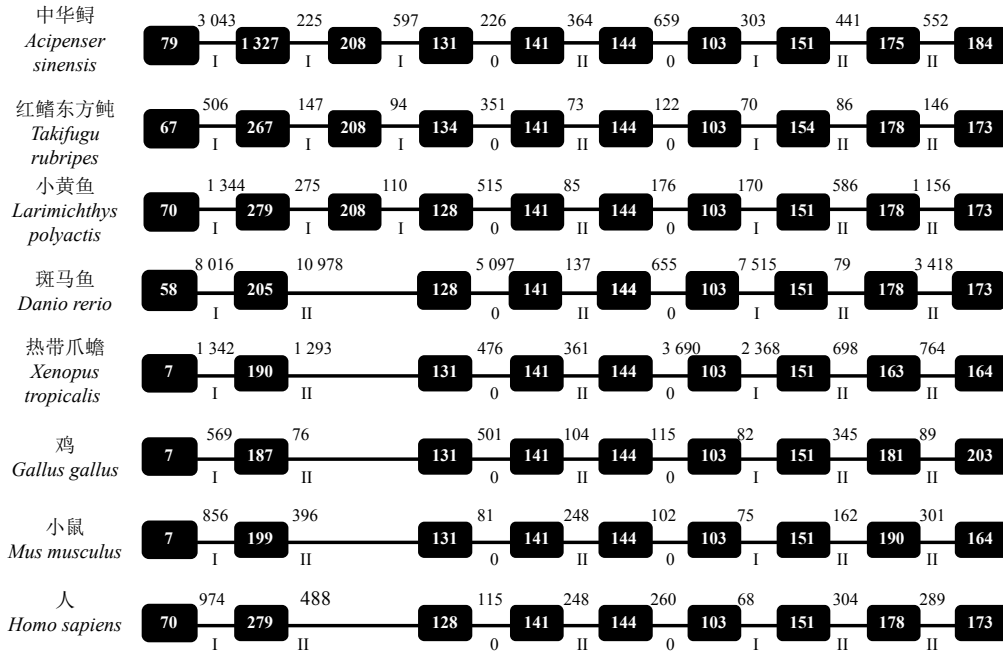 中华鲟
Acipenser
sinensis
3 043 225 597 226 364 659 303 441 552
79 1 327 208 131 141 144 103 151 175 184
I I I 0 II 0 I II II
红鳍东方鲀
Takifugu
rubripes
506 147 94 351 73 122 70 86 146
67 267 208 134 141 144 103 154 178 173
I I I 0 II 0 I II II
小黄鱼
Larimichthys
polyactis
1 344 275 110 515 85 176 170 586 1 156
70 279 208 128 141 144 103 151 178 173
I I I 0 II 0 I II II
斑马鱼
Danio rerio
8 016 10 978 5 097 137 655 7 515 79 3 418
58 205 128 141 144 103 151 178 173
I II 0 II 0 I II II
热带爪蟾
Xenopus
tropicalis
1 342 1 293 476 361 3 690 2 368 698 764
7 190 131 141 144 103 151 163 164
I II 0 II 0 I II II
鸡
Gallus gallus
569 76 501 104 115 82 345 89
7 187 131 141 144 103 151 181 203
I II 0 II 0 I II II
小鼠
Mus musculus
856 396 81 248 102 75 162 301
7 199 131 141 144 103 151 190 164
I II 0 II 0 I II II
人
Homo sapiens
974 488 115 248 260 68 304 289
70 279 128 141 144 103 151 178 173
I II 0 II 0 I II II